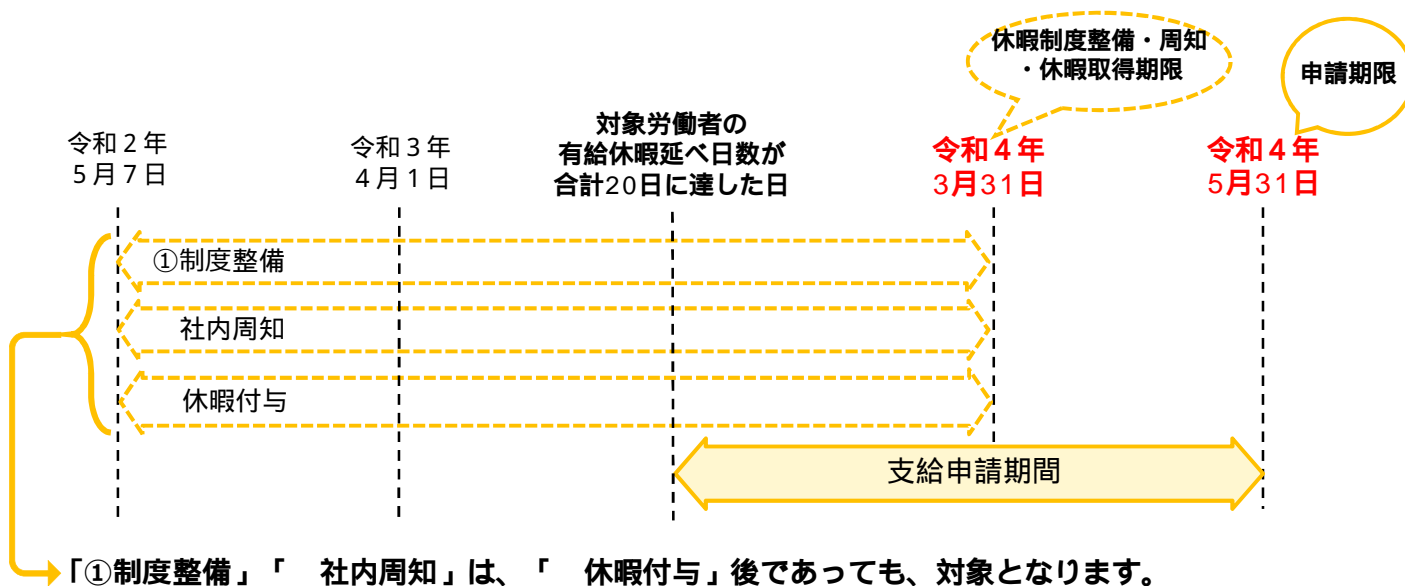 休暇制度整備・周知
・休暇取得期限
申請期限
令和２年
５月７日
令和３年
４月１日
対象労働者の
有給休暇延べ日数が
合計20日に達した日
令和４年
3月31日
令和４年
5月31日
①制度整備
社内周知
休暇付与
支給申請期間
「①制度整備」「　社内周知」は、「　休暇付与」後であっても、対象となります。